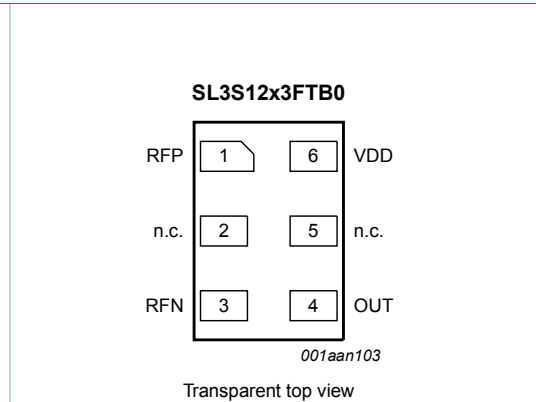 SL3S12x3FTB0
RFP 1 6 VDD
n.c. 2 5 n.c.
RFN 3 4 OUT
001aan103
Transparent top view